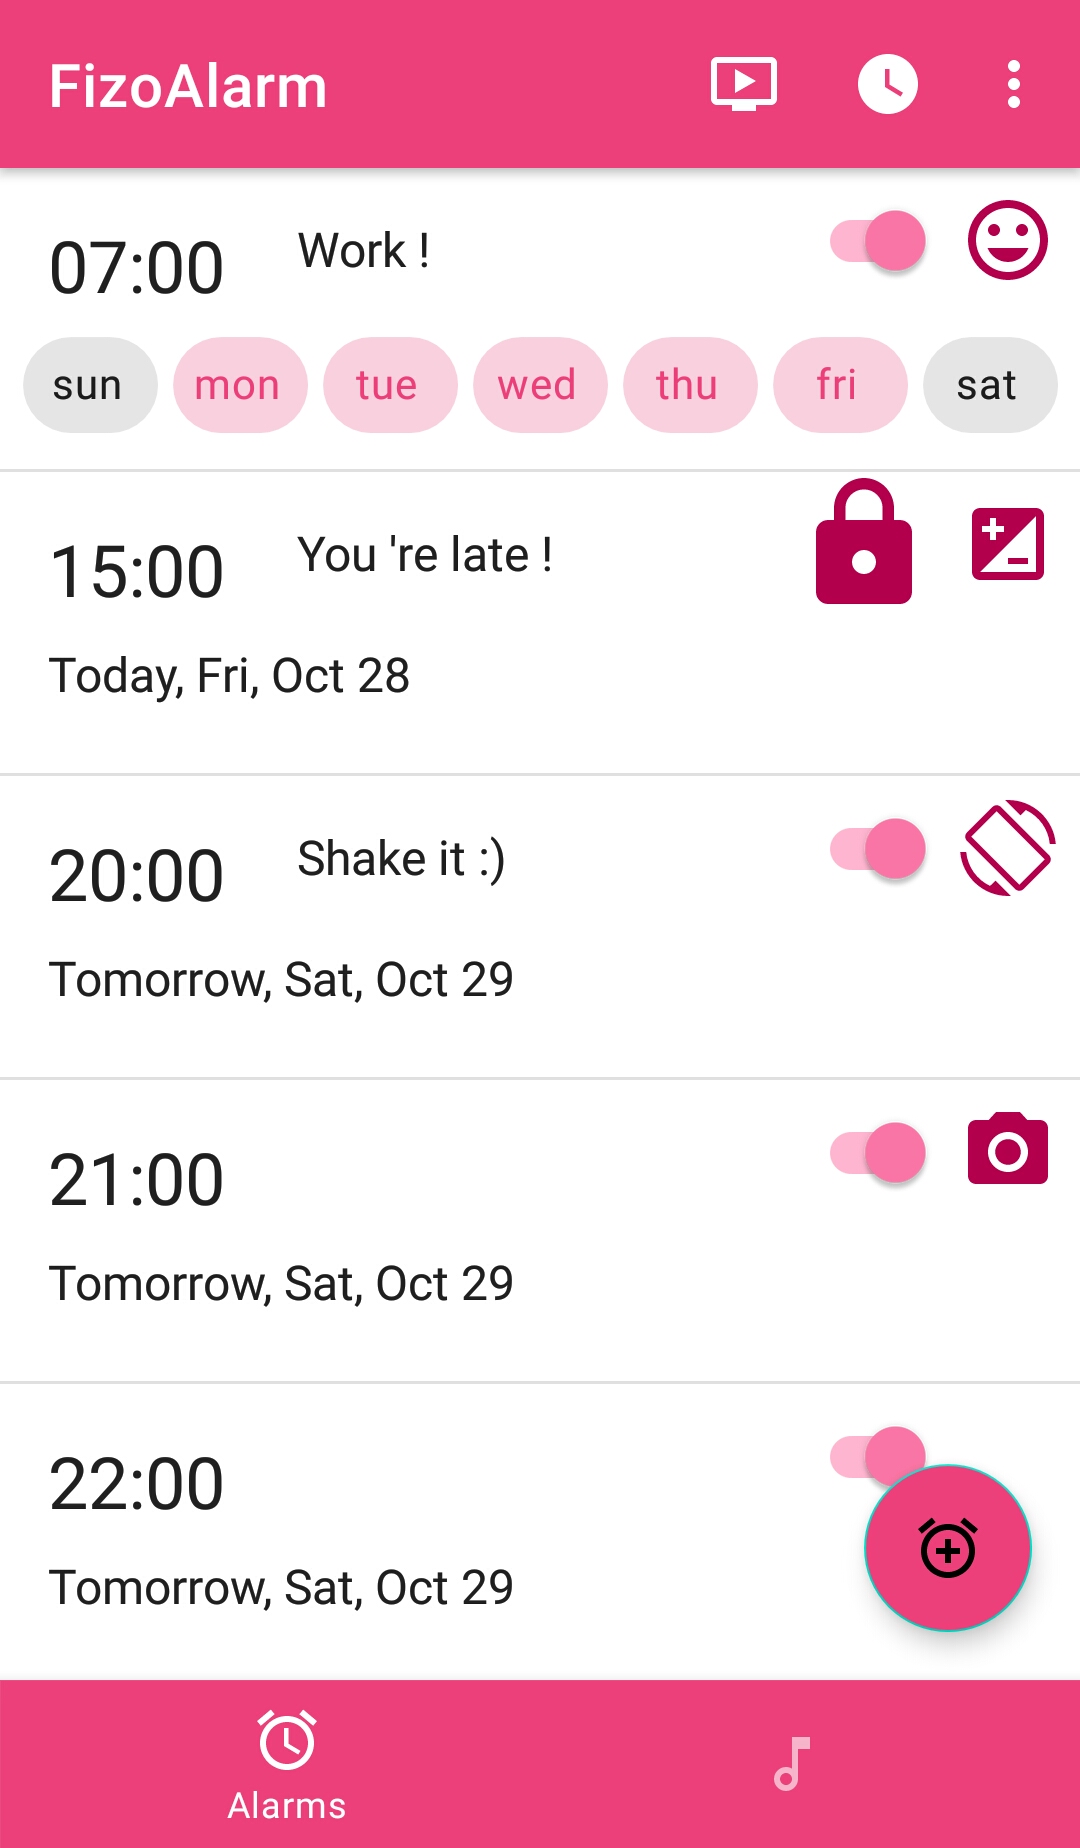 FizoAlarm
07:00 Work !
sun mon tue wed thu fri sat
15:00 You 're late !
Today, Fri, Oct 28
20:00 Shake it :)
Tomorrow, Sat, Oct 29
21:00
Tomorrow, Sat, Oct 29
22:00
Tomorrow, Sat, Oct 29
Alarms